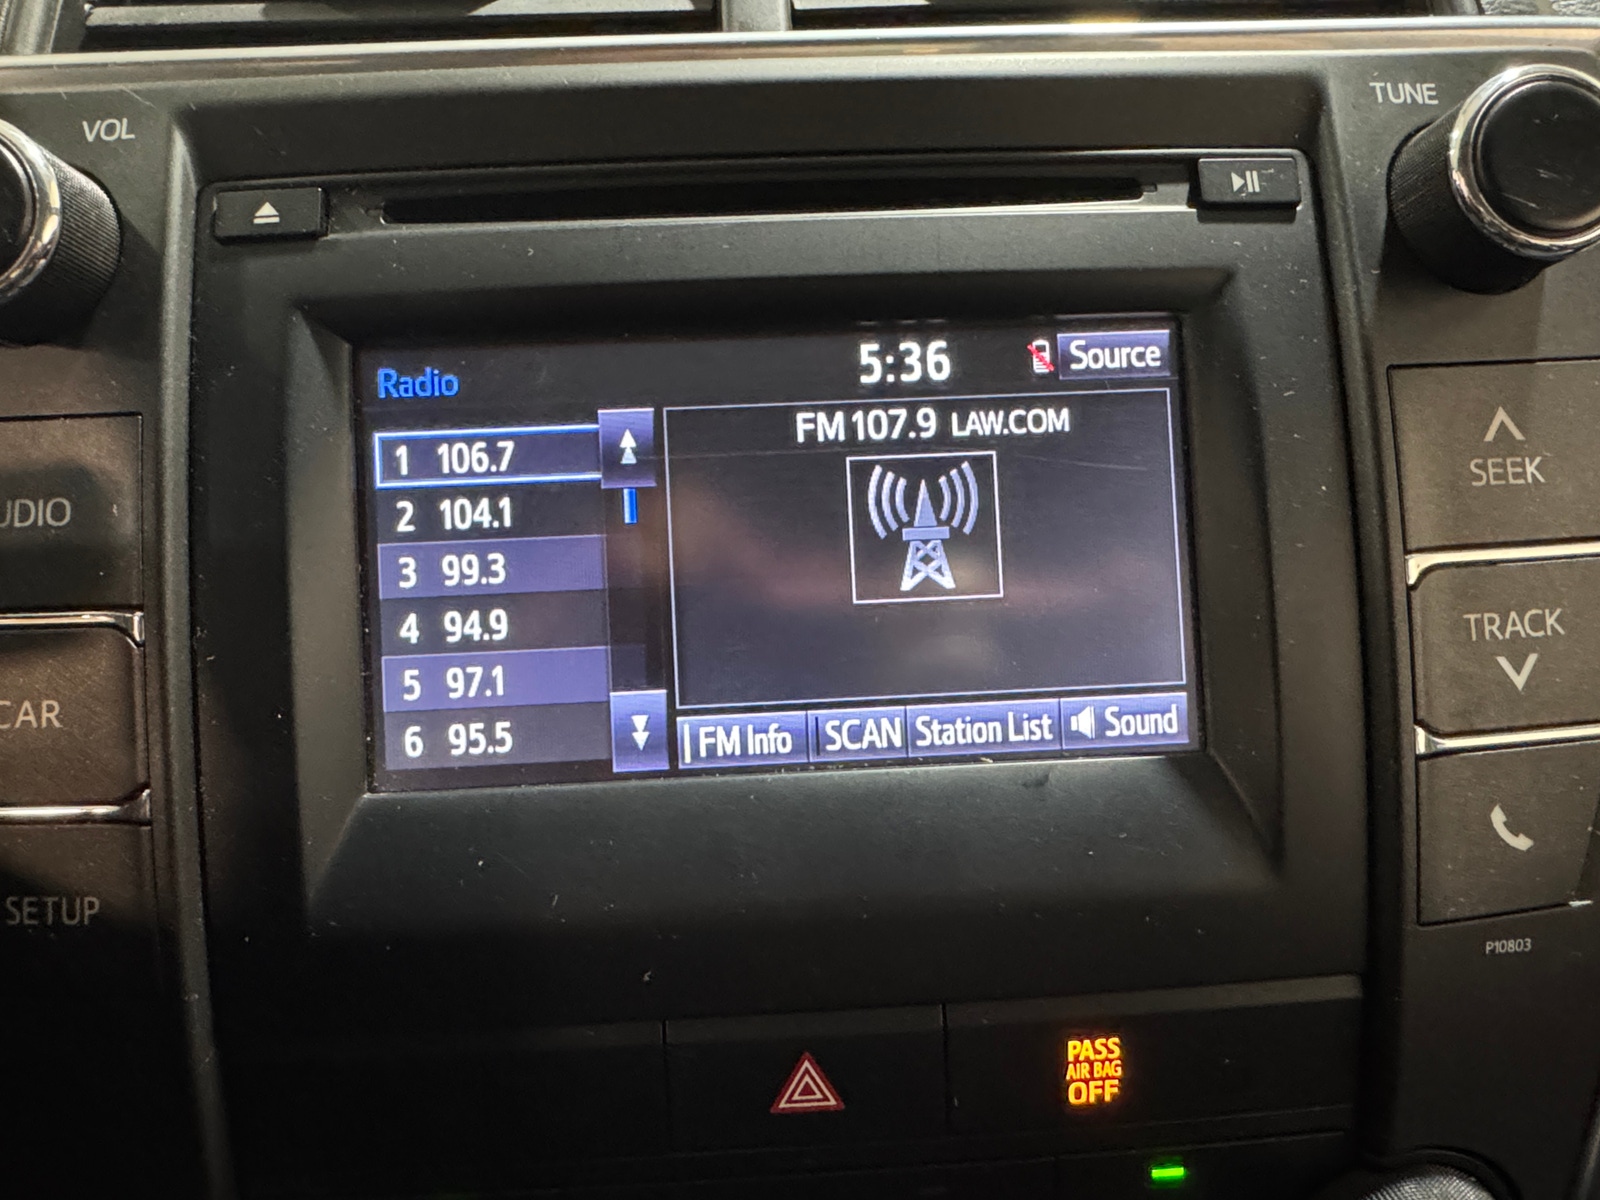 VOL
TUNE
5:36
Source
Radio
FM 107.9 LAW.COM
1 106.7
2 104.1
3 99.3
4 94.9
5 97.1
6 95.5
FM Info
SCAN
Station List
Sound
SEEK
TRACK
CAR
SETUP
P10803
PASS
AIR BAG
OFF